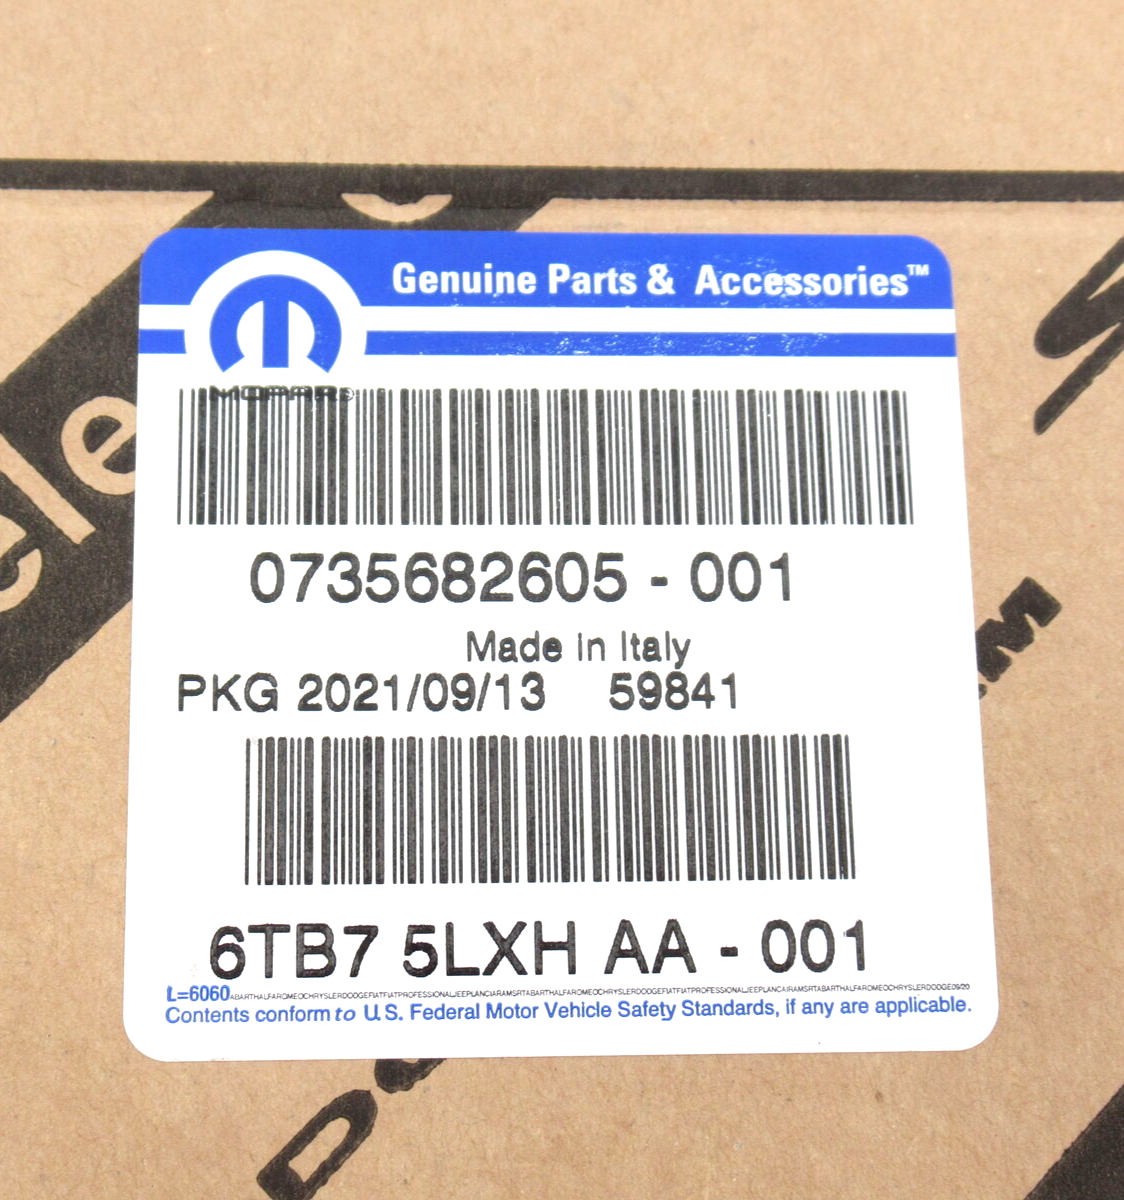 Genuine Parts & Accessories™
MOPAR®
0735682605 - 001
Made in Italy
PKG 2021/09/13 59841
6TB7 5LXH AA - 001
L=6060
Contents conform to U.S. Federal Motor Vehicle Safety Standards, if any are applicable.